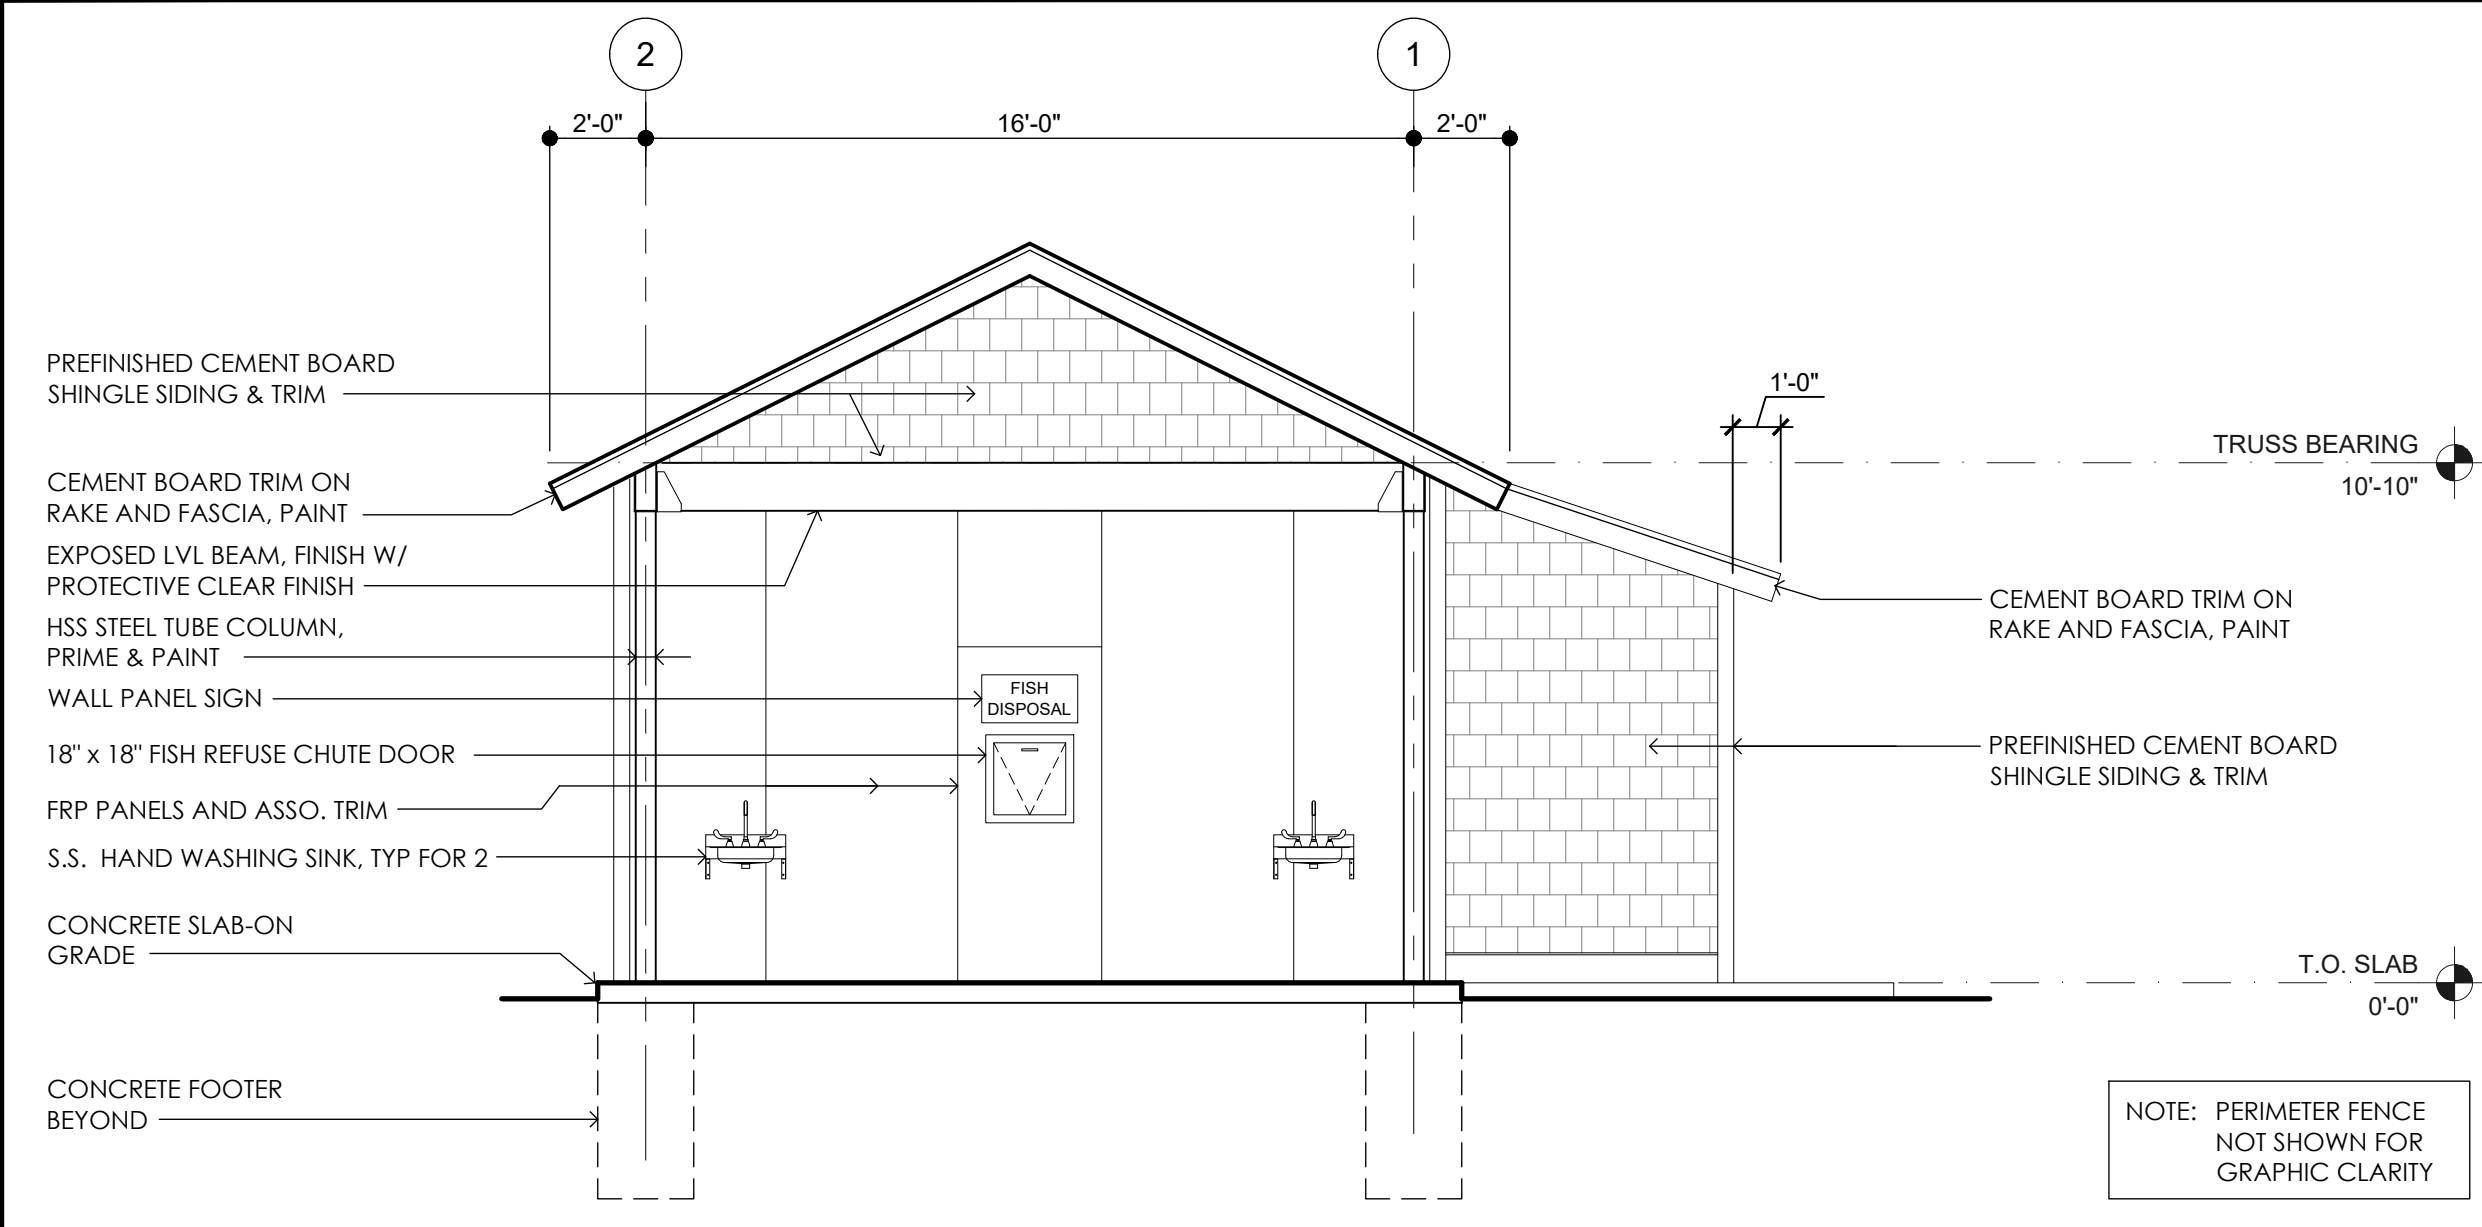 2
1
2'-0"
16'-0"
2'-0"
PREFINISHED CEMENT BOARD
SHINGLE SIDING & TRIM
CEMENT BOARD TRIM ON
RAKE AND FASCIA, PAINT
EXPOSED LVL BEAM, FINISH W/
PROTECTIVE CLEAR FINISH
HSS STEEL TUBE COLUMN,
PRIME & PAINT
WALL PANEL SIGN
18" x 18" FISH REFUSE CHUTE DOOR
FRP PANELS AND ASSO. TRIM
S.S. HAND WASHING SINK, TYP FOR 2
CONCRETE SLAB-ON
GRADE
CONCRETE FOOTER
BEYOND
FISH
DISPOSAL
1'-0"
TRUSS BEARING
10'-10"
CEMENT BOARD TRIM ON
RAKE AND FASCIA, PAINT
PREFINISHED CEMENT BOARD
SHINGLE SIDING & TRIM
T.O. SLAB
0'-0"
NOTE: PERIMETER FENCE
NOT SHOWN FOR
GRAPHIC CLARITY